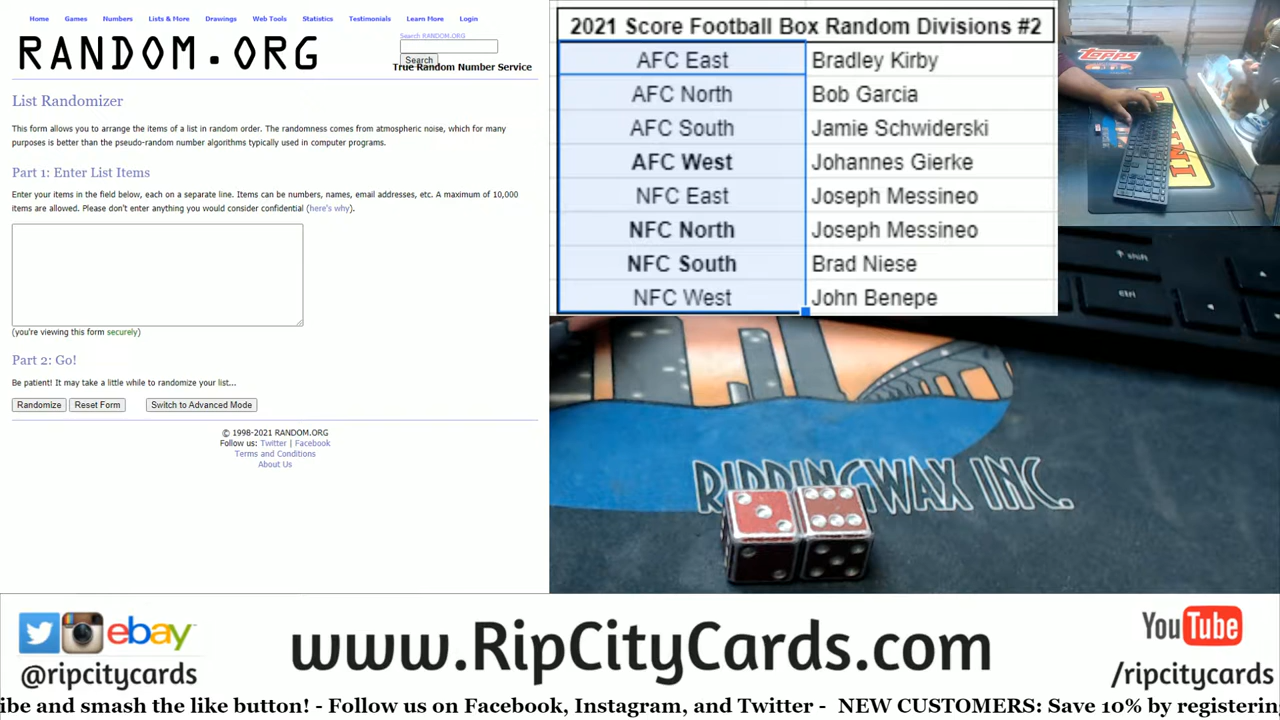 Home Games Numbers Lists & More Drawings Web Tools Statistics Testimonials Learn More Login
RANDOM.ORG
Search RANDOM.ORG
Search
True Random Number Service
List Randomizer
This form allows you to arrange the items of a list in random order. The randomness comes from atmospheric noise, which for many
purposes is better than the pseudo-random number algorithms typically used in computer programs.
Part 1: Enter List Items
Enter your items in the field below, each on a separate line. Items can be numbers, names, email addresses, etc. A maximum of 10,000
items are allowed. Please don't enter anything you would consider confidential (here's why).
(you're viewing this form securely)
Part 2: Go!
Be patient! It may take a little while to randomize your list...
Randomize Reset Form Switch to Advanced Mode
© 1998-2021 RANDOM.ORG
Follow us: Twitter | Facebook
Terms and Conditions
About Us
2021 Score Football Box Random Divisions #2
AFC East Bradley Kirby
AFC North Bob Garcia
AFC South Jamie Schwiderski
AFC West Johannes Gierke
NFC East Joseph Messineo
NFC North Joseph Messineo
NFC South Brad Niese
NFC West John Benepe
topps
shift
ctrl
RIPPINGWAX INC.
ebay
@ripcitycards
www.RipCityCards.com
YouTube
/ripcitycards
ibe and smash the like button! - Follow us on Facebook, Instagram, and Twitter - NEW CUSTOMERS: Save 10% by registering